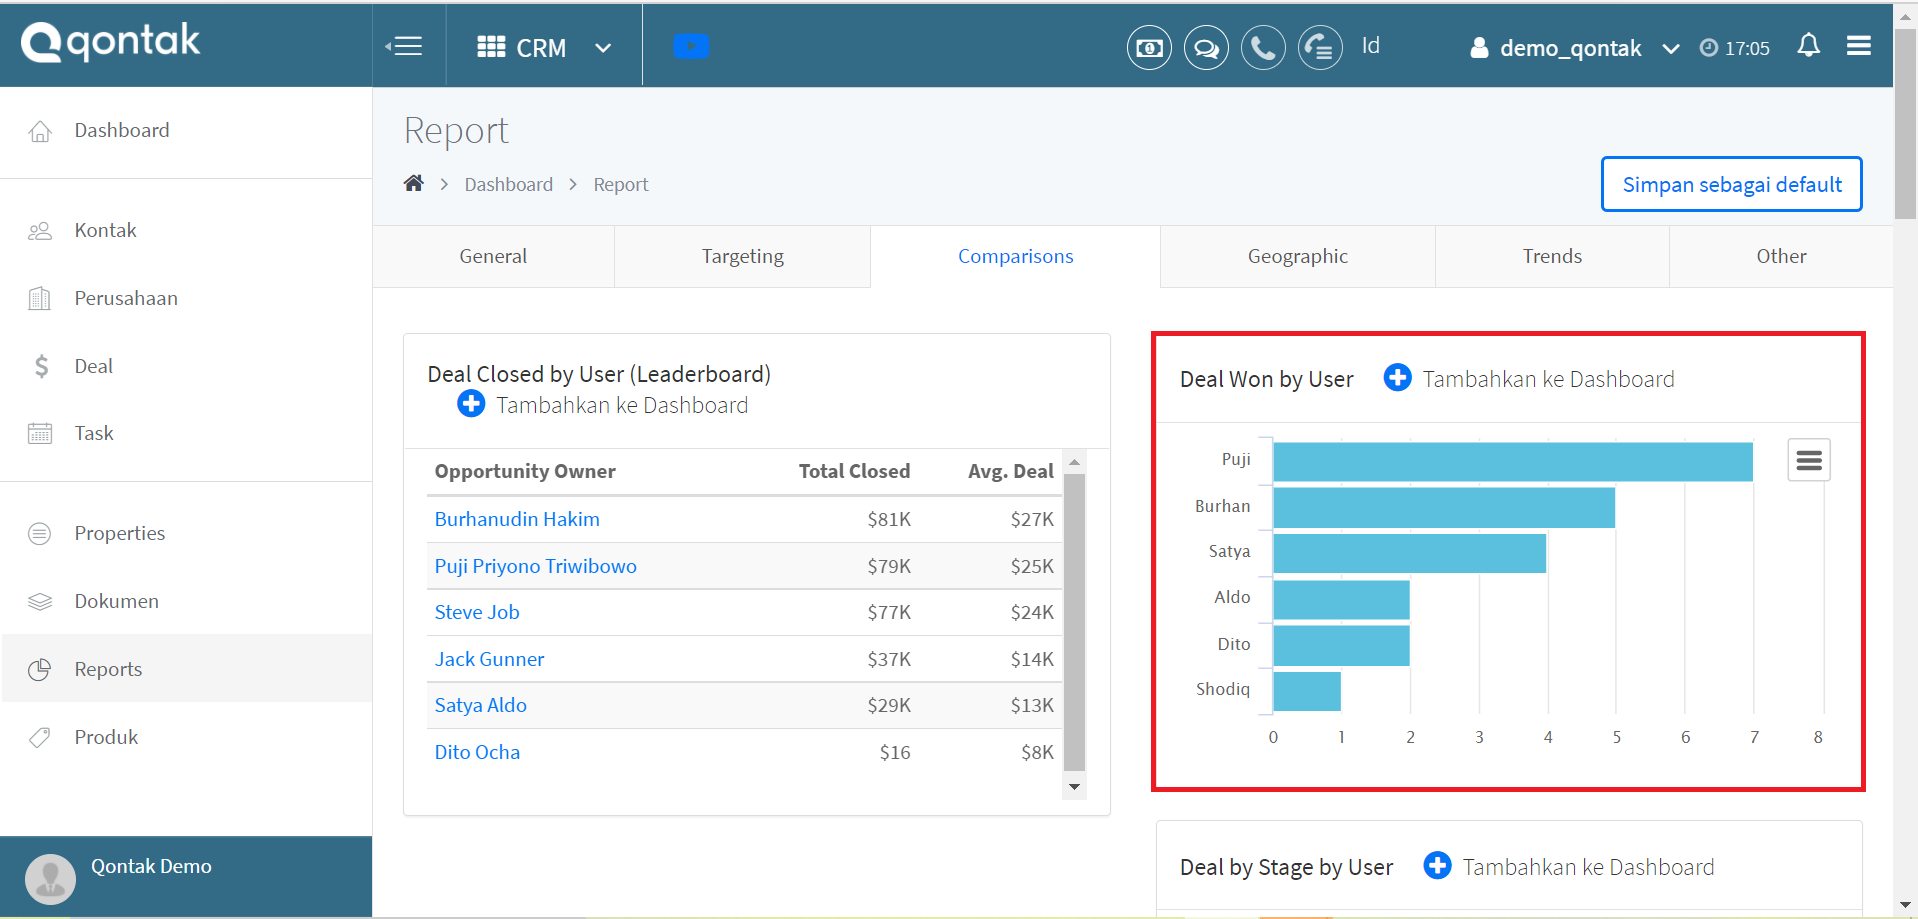 qontak
CRM
Id
demo_qontak
17:05
Dashboard
Kontak
Perusahaan
Deal
Task
Properties
Dokumen
Reports
Produk
Qontak Demo
Report
Dashboard Report
Simpan sebagai default
General Targeting Comparisons Geographic Trends Other
Deal Closed by User (Leaderboard)
Tambahkan ke Dashboard
Opportunity Owner Total Closed Avg. Deal
Burhanudin Hakim $81K $27K
Puji Priyono Triwibowo $79K $25K
Steve Job $77K $24K
Jack Gunner $37K $14K
Satya Aldo $29K $13K
Dito Ocha $16 $8K
Deal Won by User Tambahkan ke Dashboard
Puji
Burhan
Satya
Aldo
Dito
Shodiq
0 1 2 3 4 5 6 7 8
Deal by Stage by User Tambahkan ke Dashboard